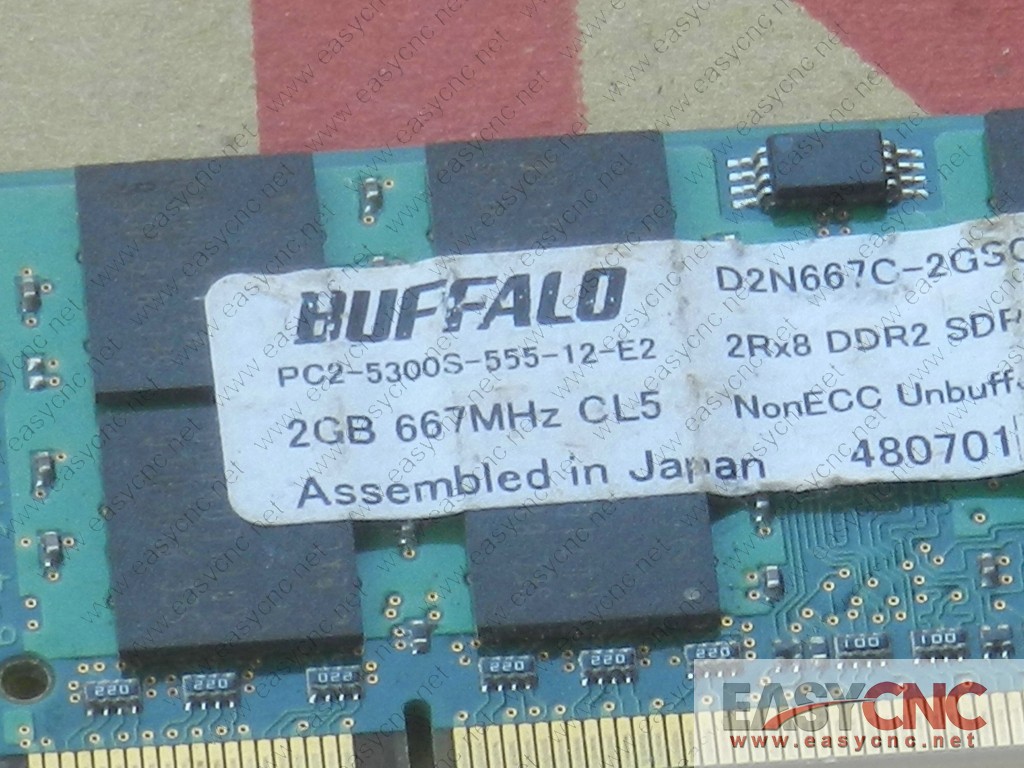 BUFFALO
PC2-5300S-555-12-E2
2GB 667MHz CL5
Assembled in Japan
D2N667C-2GSC
2Rx8 DDR2 SDR
NonECC Unbuff
480701
220
220
022
220
220
220
100
100
EASYCNC
www.easycnc.net